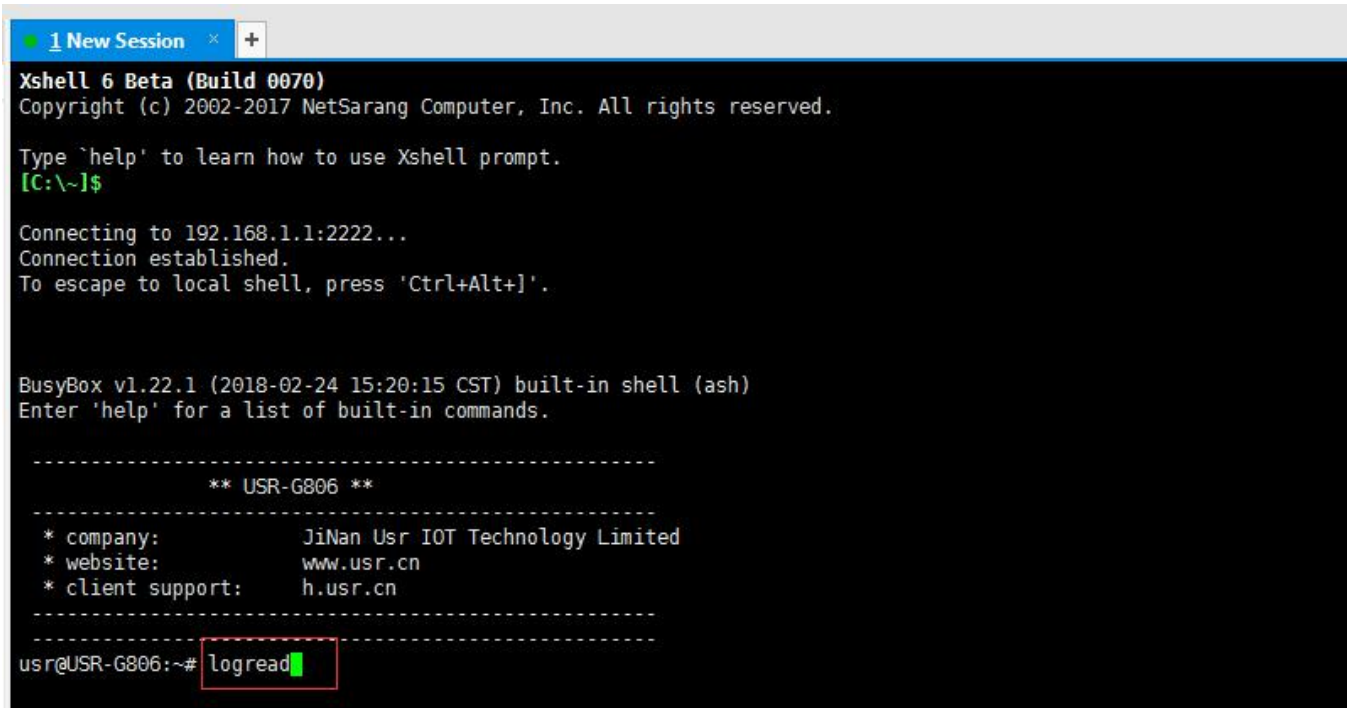 1 New Session × +
Xshell 6 Beta (Build 0070)
Copyright (c) 2002-2017 NetSarang Computer, Inc. All rights reserved.
Type `help' to learn how to use Xshell prompt.
[C:\~]$
Connecting to 192.168.1.1:2222...
Connection established.
To escape to local shell, press 'Ctrl+Alt+]'.
BusyBox v1.22.1 (2018-02-24 15:20:15 CST) built-in shell (ash)
Enter 'help' for a list of built-in commands.
-----------------------------------------------------
** USR-G806 **
-----------------------------------------------------
* company: JiNan Usr IOT Technology Limited
* website: www.usr.cn
* client support: h.usr.cn
-----------------------------------------------------
-----------------------------------------------------
usr@USR-G806:~# logread